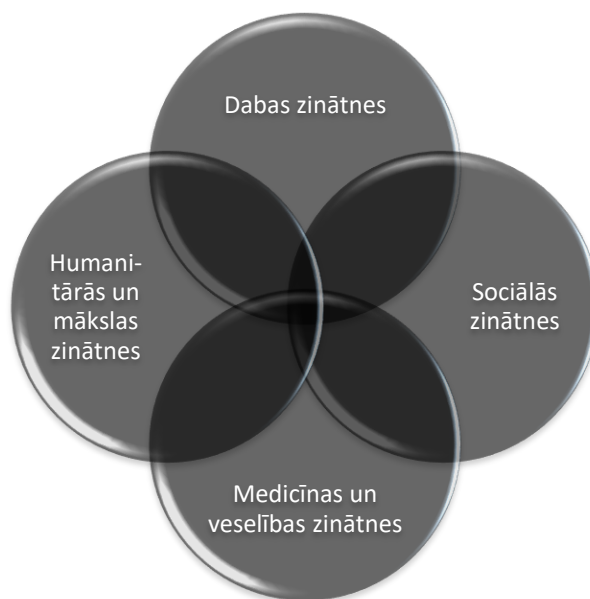 Dabas zinātnes
Humani-
tārās un
mākslas
zinātnes
Sociālās
zinātnes
Medicīnas un
veselības zinātnes